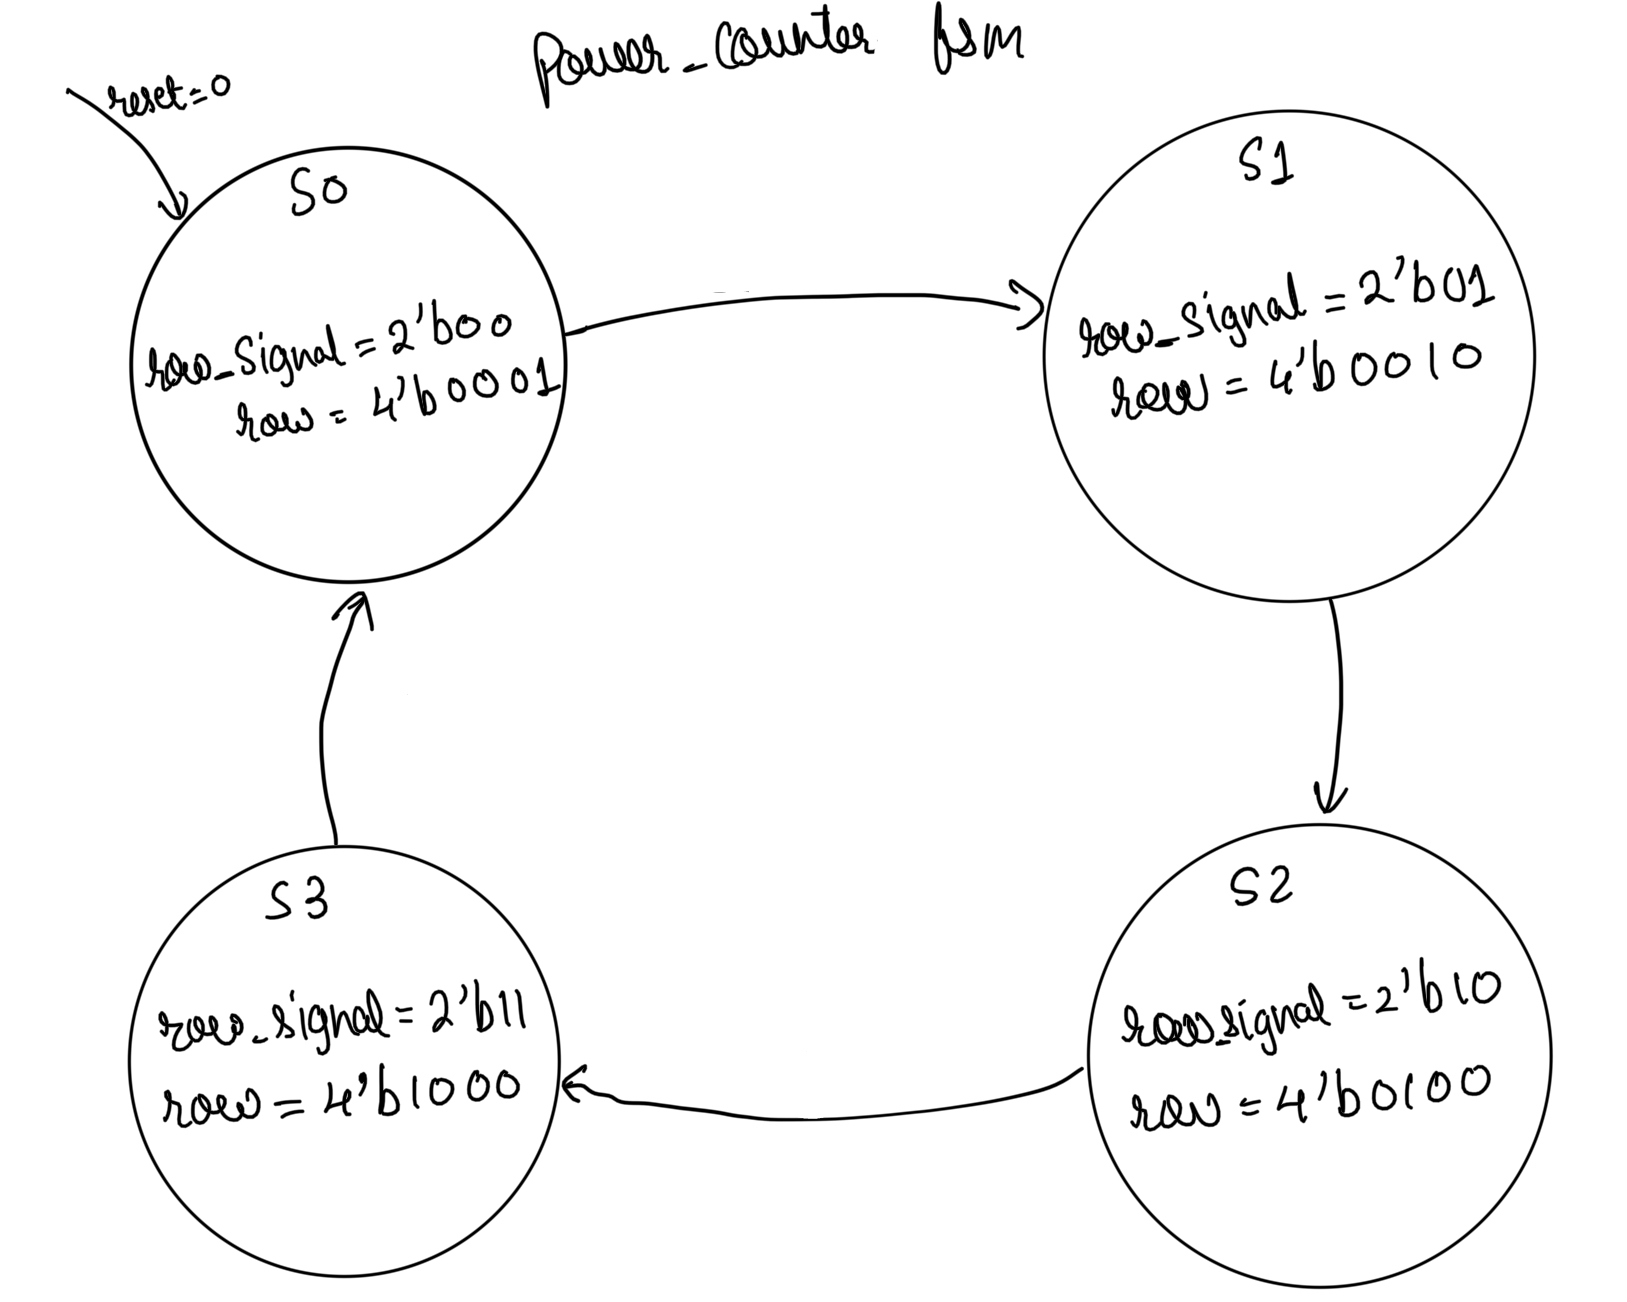 Power_Counter fsm
reset=0
S0
row_Signal = 2'b00
row = 4'b0001
S1
row_signal = 2'b01
row = 4'b0010
S3
row_signal = 2'b11
row = 4'b1000
S2
row_signal = 2'b10
row = 4'b0100